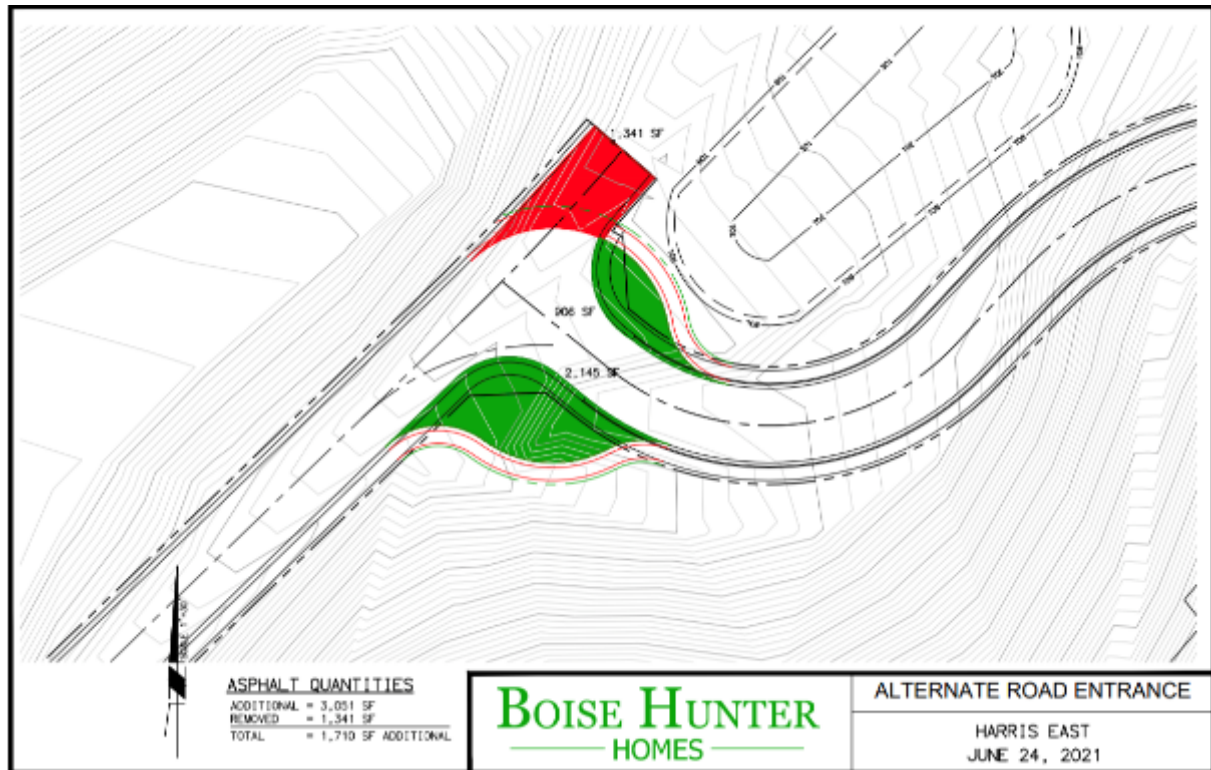 1,341 SF
906 SF
2,145 SF
ASPHALT QUANTITIES
ADDITIONAL = 3,051 SF
REMOVED = 1,341 SF
TOTAL = 1,710 SF ADDITIONAL
BOISE HUNTER
HOMES
ALTERNATE ROAD ENTRANCE
HARRIS EAST
JUNE 24, 2021